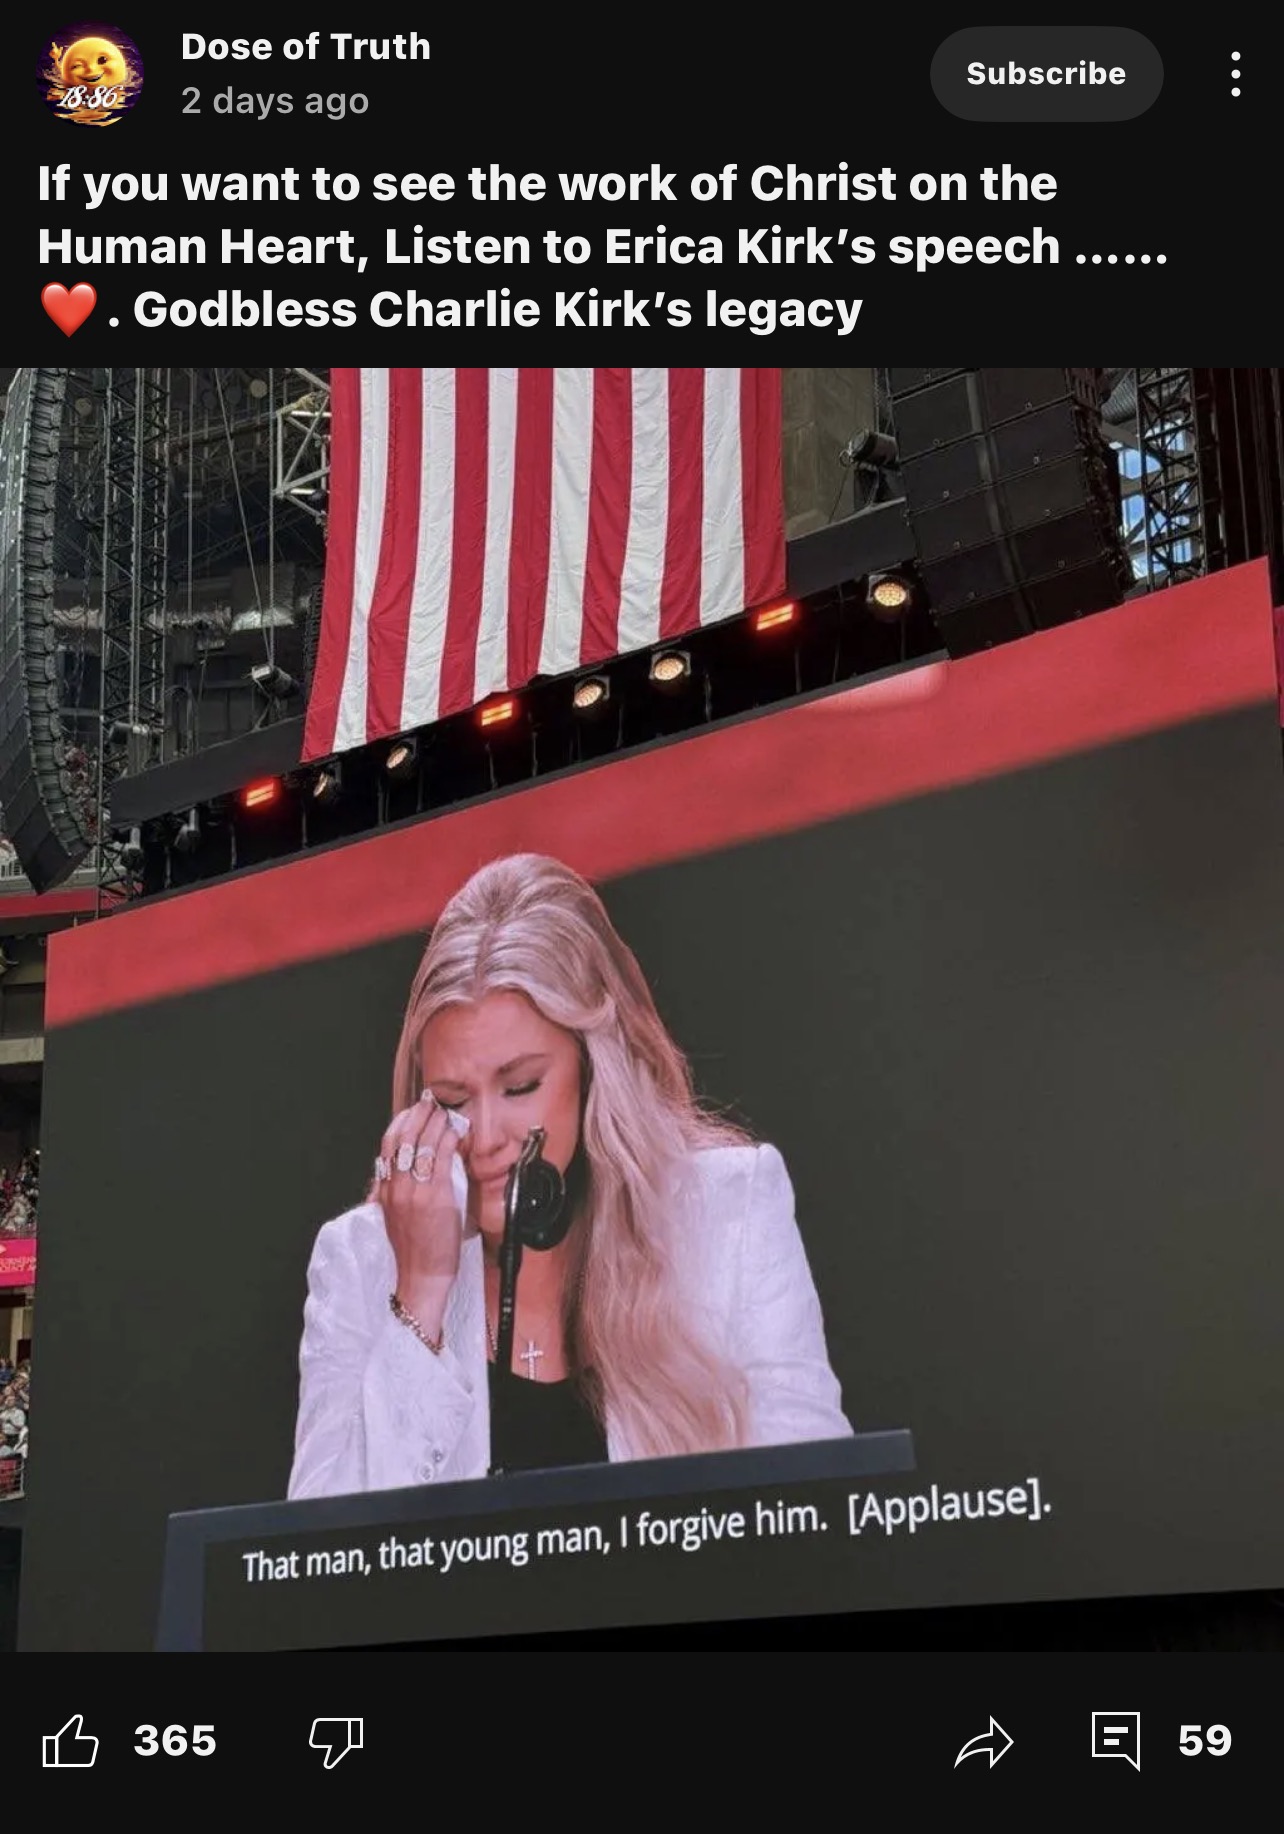 Dose of Truth
Subscribe
2 days ago
18:86
If you want to see the work of Christ on the
Human Heart, Listen to Erica Kirk’s speech ......
❤️. Godbless Charlie Kirk’s legacy
That man, that young man, I forgive him. [Applause].
365
59